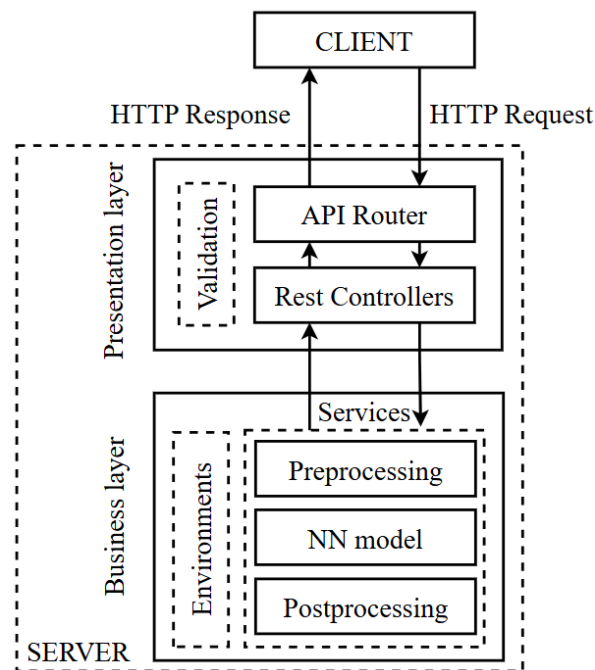 CLIENT
HTTP Response
HTTP Request
Presentation layer
Validation
API Router
Rest Controllers
Business layer
Environments
Services
Preprocessing
NN model
Postprocessing
SERVER